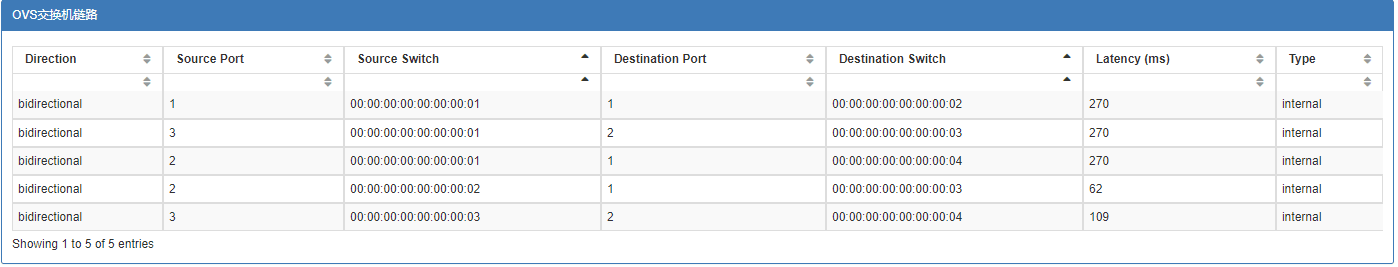 OVS交换机链路
Direction Source Port Source Switch Destination Port Destination Switch Latency (ms) Type
bidirectional 1 00:00:00:00:00:00:00:01 1 00:00:00:00:00:00:00:02 270 internal
bidirectional 3 00:00:00:00:00:00:00:01 2 00:00:00:00:00:00:00:03 270 internal
bidirectional 2 00:00:00:00:00:00:00:01 1 00:00:00:00:00:00:00:04 270 internal
bidirectional 2 00:00:00:00:00:00:00:02 1 00:00:00:00:00:00:00:03 62 internal
bidirectional 3 00:00:00:00:00:00:00:03 2 00:00:00:00:00:00:00:04 109 internal
Showing 1 to 5 of 5 entries